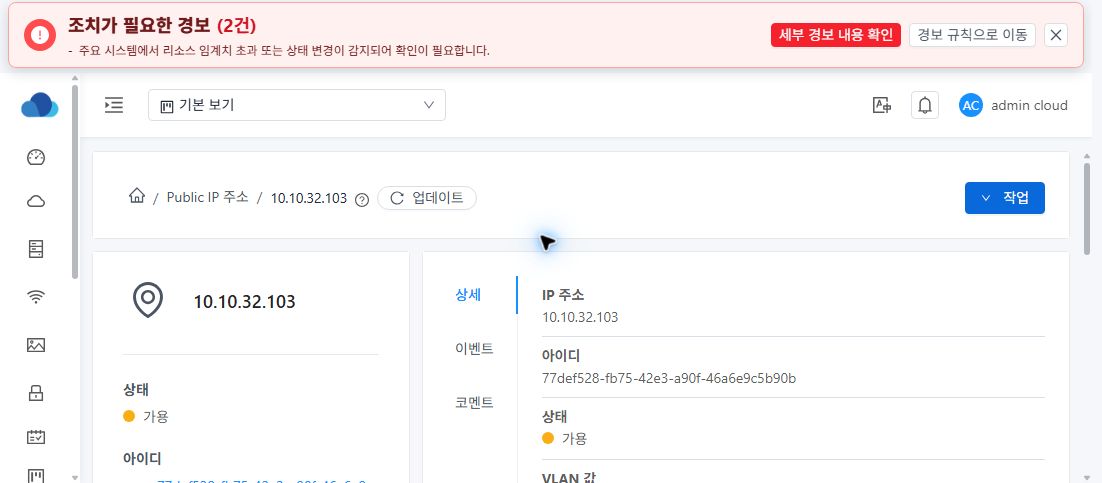 조치가 필요한 경보 (2건)
- 주요 시스템에서 리소스 임계치 초과 또는 상태 변경이 감지되어 확인이 필요합니다.
세부 경보 내용 확인
경보 규칙으로 이동
기본 보기
AC admin cloud
/ Public IP 주소 / 10.10.32.103
업데이트
작업
10.10.32.103
상태
가용
아이디
상세
이벤트
코멘트
IP 주소
10.10.32.103
아이디
77def528-fb75-42e3-a90f-46a6e9c5b90b
상태
가용
VLAN 값